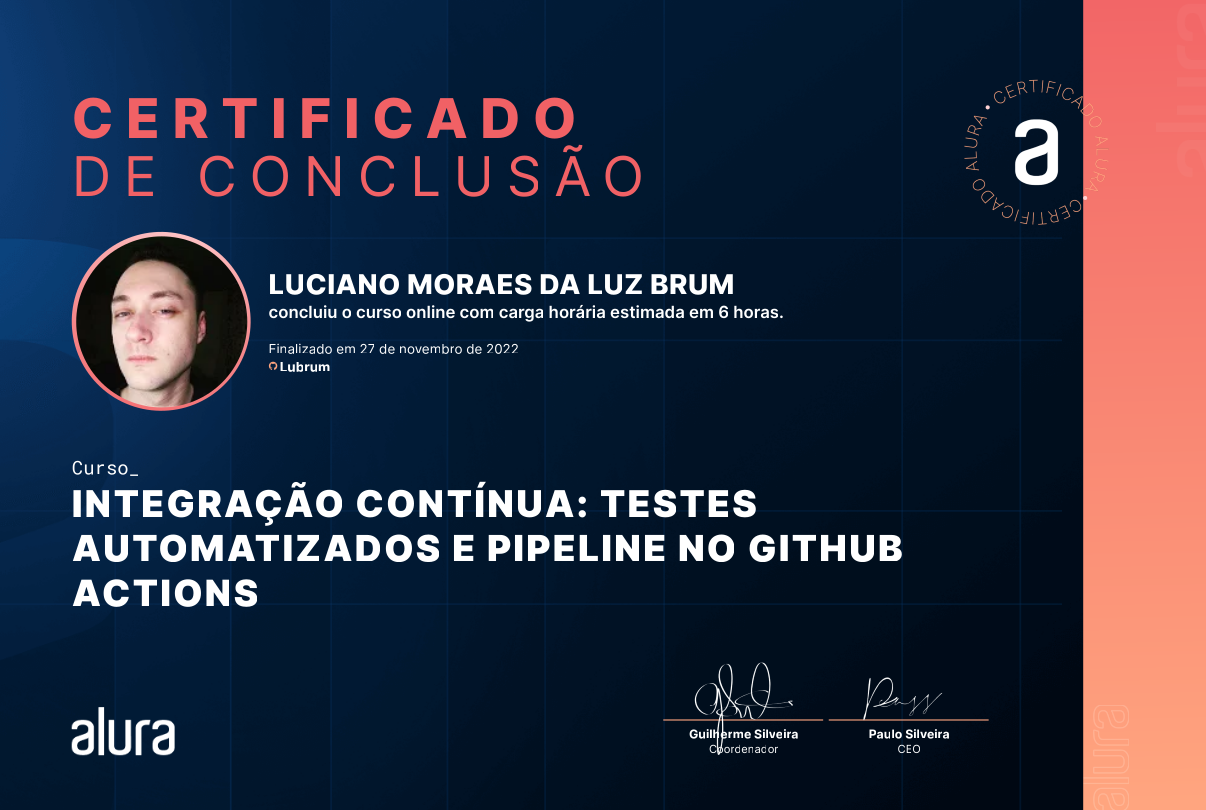 CERTIFICADO
DE CONCLUSÃO
CERTIFICADO ALURA • CERTIFICADO ALURA •
a
alura
LUCIANO MORAES DA LUZ BRUM
concluiu o curso online com carga horária estimada em 6 horas.
Finalizado em 27 de novembro de 2022
Lubrum
Curso_
INTEGRAÇÃO CONTÍNUA: TESTES
AUTOMATIZADOS E PIPELINE NO GITHUB
ACTIONS
alura
Guilherme Silveira
Coordenador
Paulo Silveira
CEO
alura